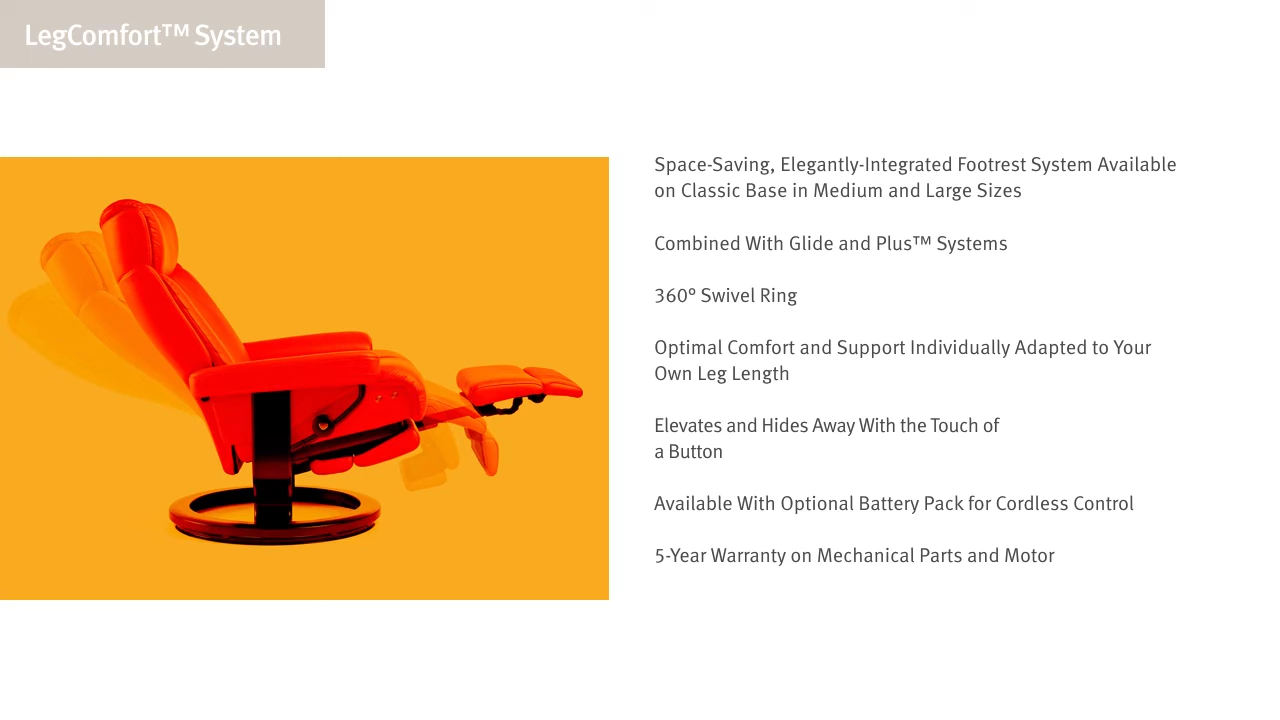 LegComfort™ System
Space-Saving, Elegantly-Integrated Footrest System Available
on Classic Base in Medium and Large Sizes
Combined With Glide and Plus™ Systems
360° Swivel Ring
Optimal Comfort and Support Individually Adapted to Your
Own Leg Length
Elevates and Hides Away With the Touch of
a Button
Available With Optional Battery Pack for Cordless Control
5-Year Warranty on Mechanical Parts and Motor